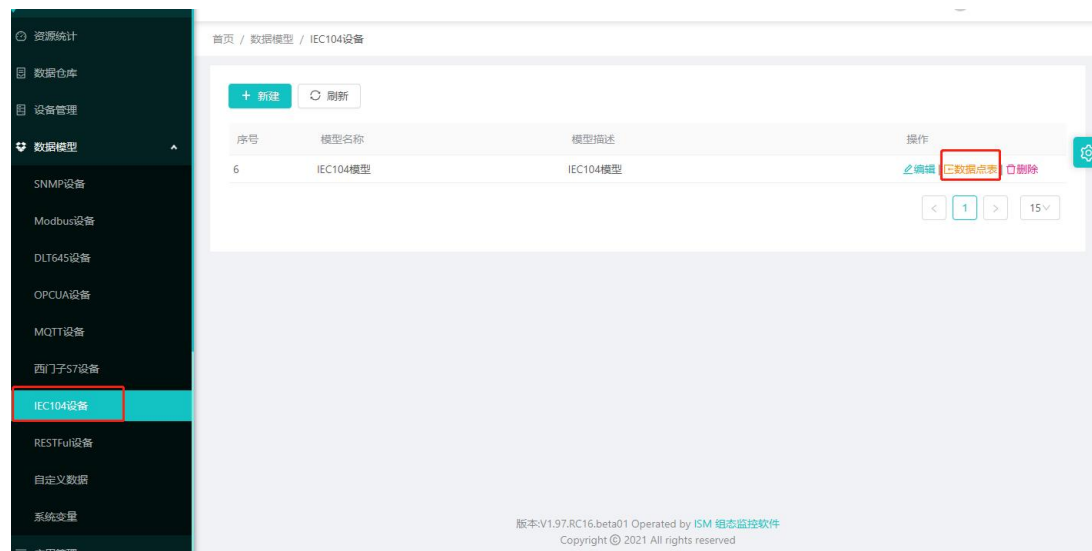 资源统计
首页 / 数据模型 / IEC104设备
数据仓库
+ 新建 刷新
设备管理
序号 模型名称 模型描述 操作
数据模型
6 IEC104模型 IEC104模型 编辑 | 数据点表 | 删除
SNMP设备
< 1 > 15
Modbus设备
DLT645设备
OPCUA设备
MQTT设备
西门子S7设备
IEC104设备
RESTFul设备
自定义数据
系统变量
版本:V1.97.RC16.beta01 Operated by ISM 组态监控软件
Copyright © 2021 All rights reserved